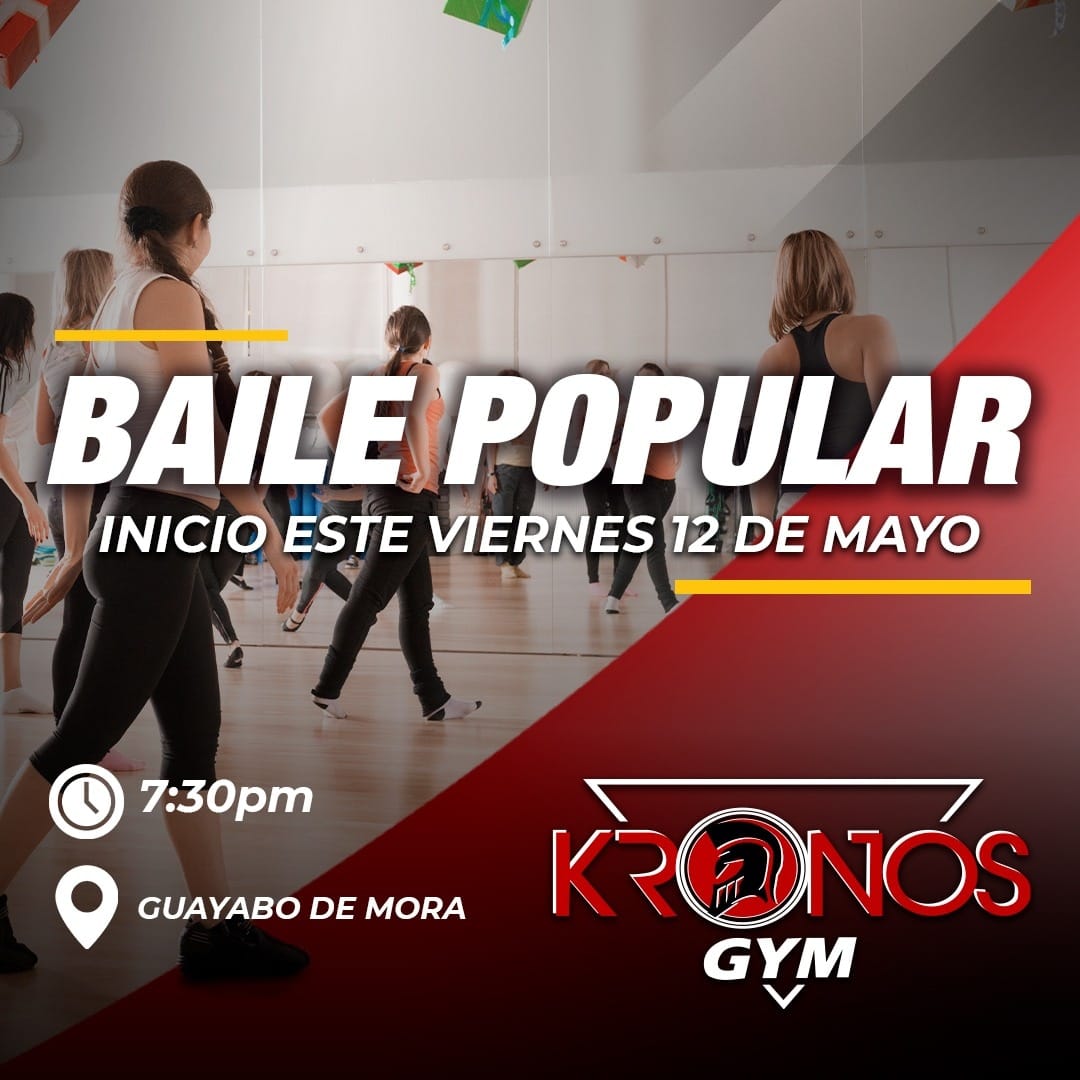 BAILE POPULAR
INICIO ESTE VIERNES 12 DE MAYO
7:30pm
GUAYABO DE MORA
KRONOS
GYM